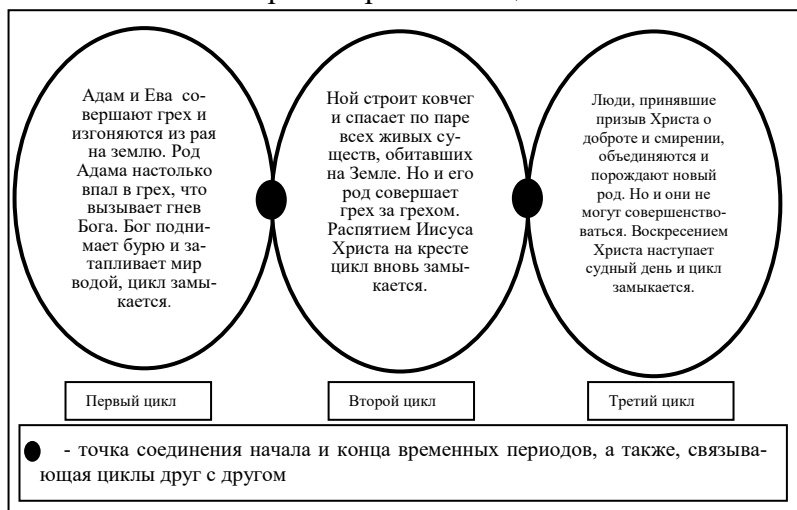 Адам и Ева со-
вершают грех и
изгоняются из рая
на землю. Род
Адама настолько
впал в грех, что
вызывает гнев
Бога. Бог подни-
мает бурю и за-
тапливает мир
водой, цикл замы-
кается.
Ной строит ковчег
и спасает по паре
всех живых су-
ществ, обитавших
на Земле. Но и его
род совершает
грех за грехом.
Распятием Иисуса
Христа на кресте
цикл вновь замы-
кается.
Люди, принявшие
призыв Христа о
доброте и смирении,
объединяются и
порождают новый
род. Но и они не
могут совершенство-
ваться. Воскресением
Христа наступает
судный день и цикл
замыкается.
Первый цикл
Второй цикл
Третий цикл
- точка соединения начала и конца временных периодов, а также, связыва-
ющая циклы друг с другом